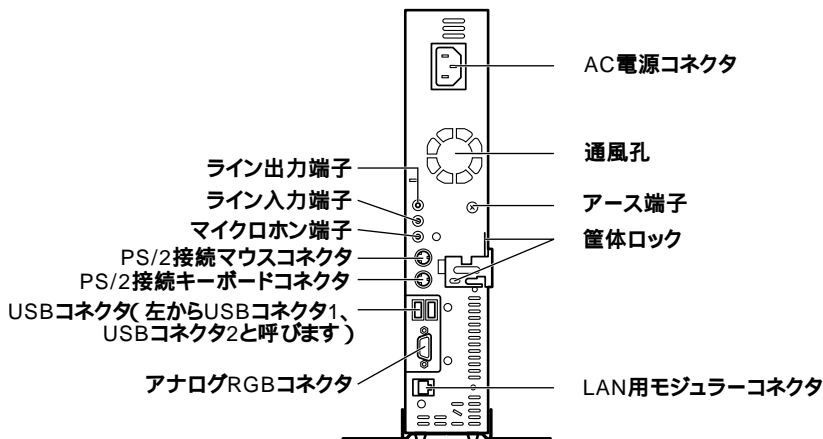 AC電源コネクタ
通風孔
アース端子
筐体ロック
ライン出力端子
ライン入力端子
マイクロホン端子
PS/2接続マウスコネクタ
PS/2接続キーボードコネクタ
USBコネクタ(左からUSBコネクタ1、
USBコネクタ2と呼びます)
アナログRGBコネクタ
LAN用モジュラーコネクタ